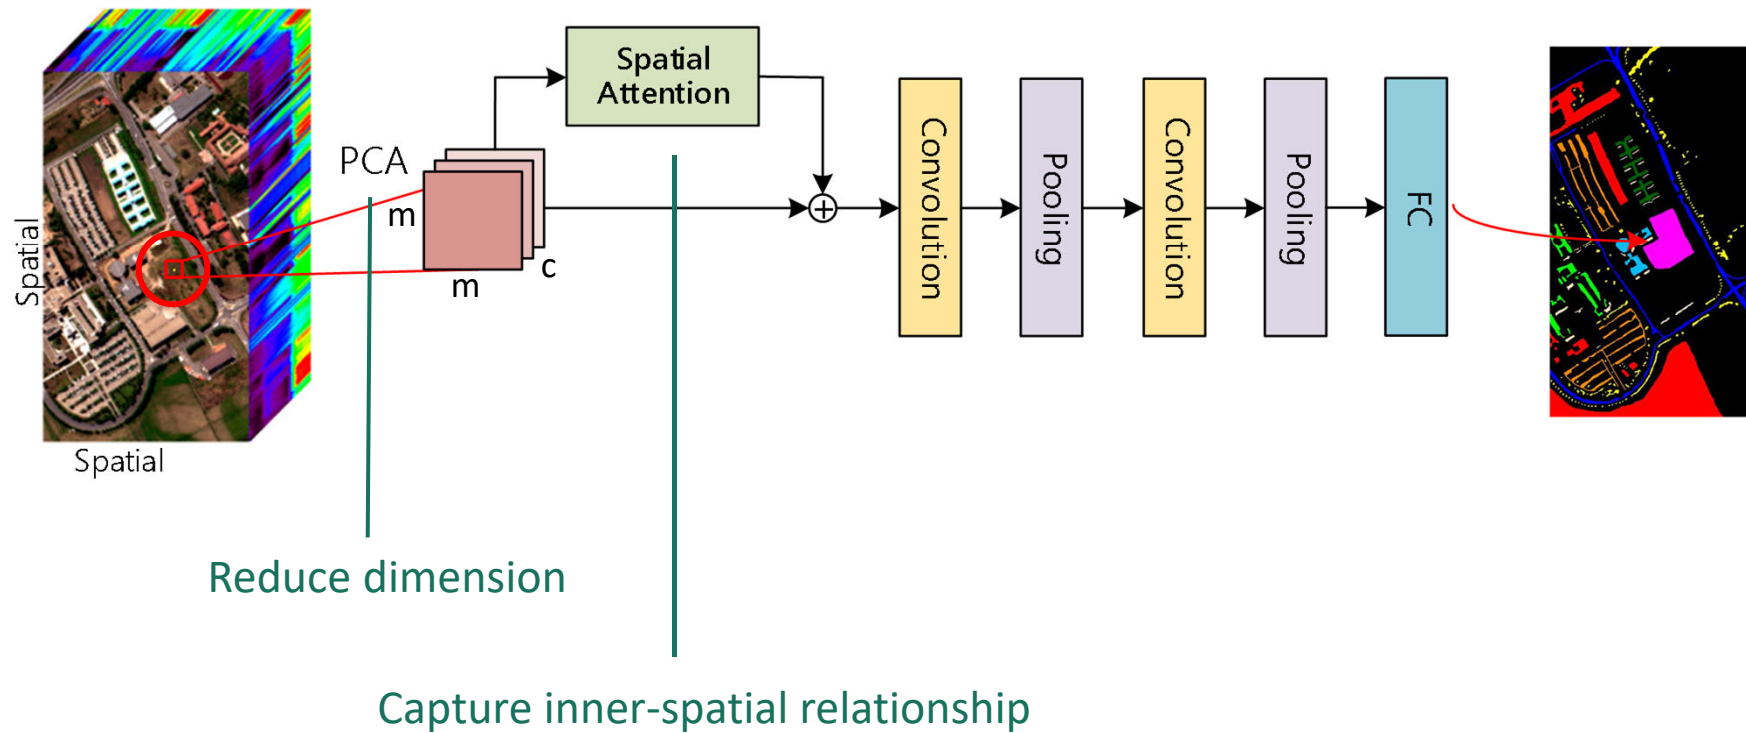 Spatial
Spatial
PCA
m
m
c
Spatial
Attention
Convolution
Pooling
Convolution
Pooling
FC
Reduce dimension
Capture inner-spatial relationship